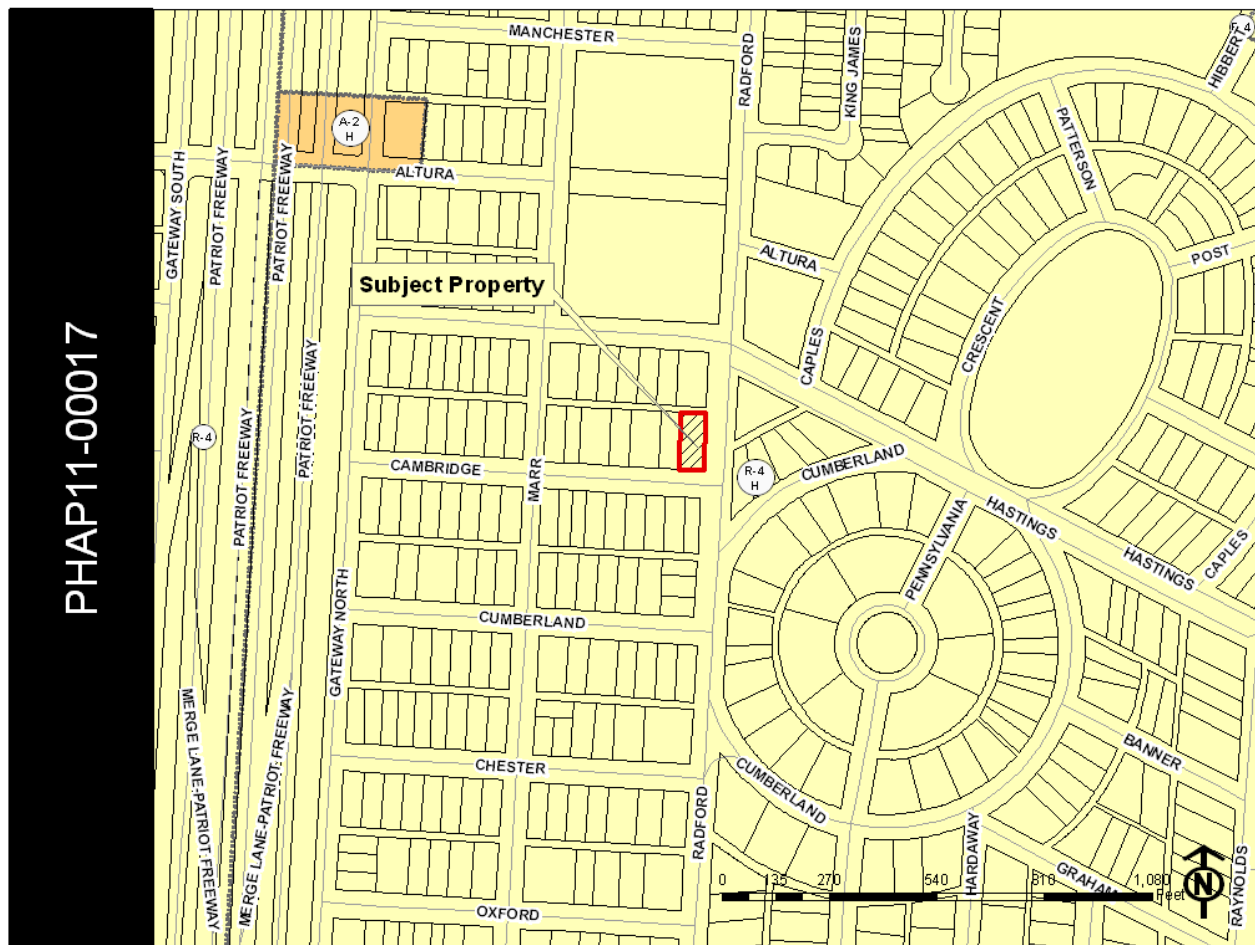 PHAP11-00017
MANCHESTER
RADFORD
KING JAMES
HIBBERT
R-4
A-2
H
PATTERSON
GATEWAY SOUTH
PATRIOT FREEWAY
PATRIOT FREEWAY
ALTURA
ALTURA
POST
Subject Property
CRESCENT
CAPLES
PATRIOT FREEWAY
PATRIOT FREEWAY
R-4
CAMBRIDGE
MARR
R-4
H
CUMBERLAND
HASTINGS
PENNSYLVANIA
HASTINGS
CAPLES
GATEWAY NORTH
CUMBERLAND
MERGE LANE-PATRIOT FREEWAY
MERGE LANE-PATRIOT FREEWAY
CHESTER
CUMBERLAND
BANNER
RADFORD
HARDAWAY
GRAHAM
RAYNOLDS
OXFORD
0 135 270 540 810 1,080
Feet
N